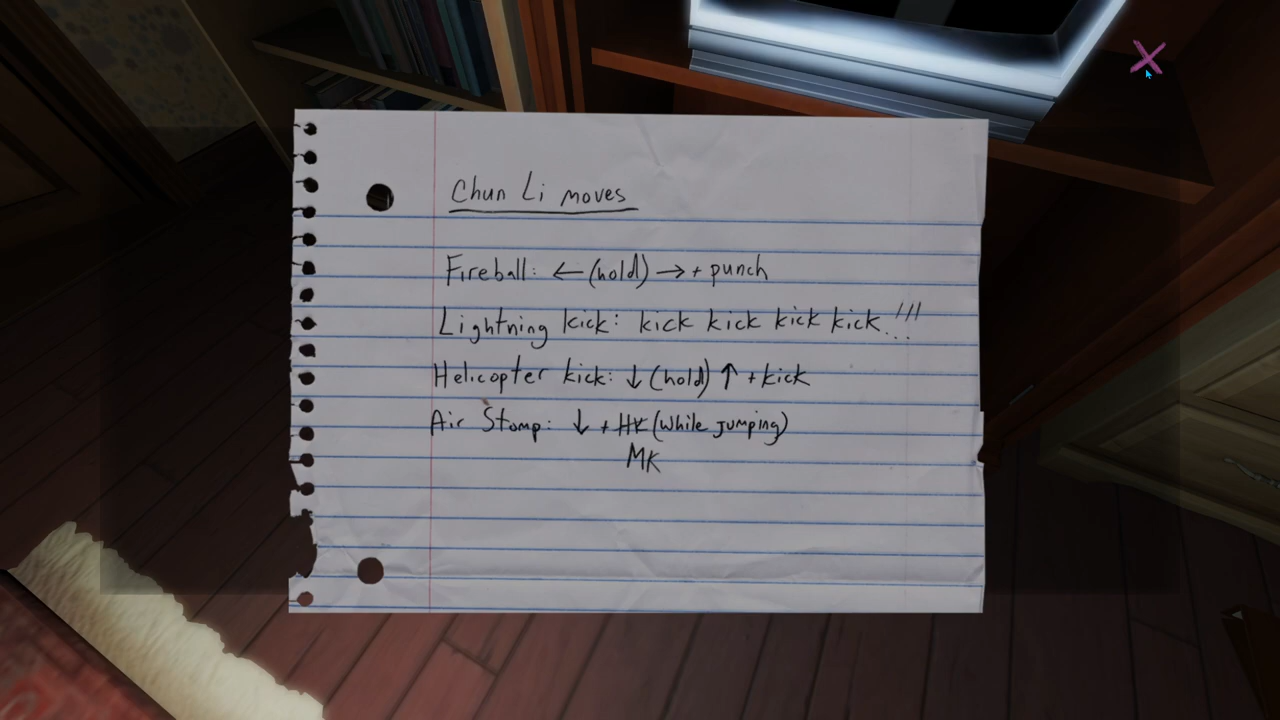 Chun Li moves
Fireball: ← (hold) → + punch
Lightning kick: kick kick kick kick!!!
Helicopter kick: ↓ (hold) ↑ + kick
Air Stomp: ↓ + HK (while jumping)
MK